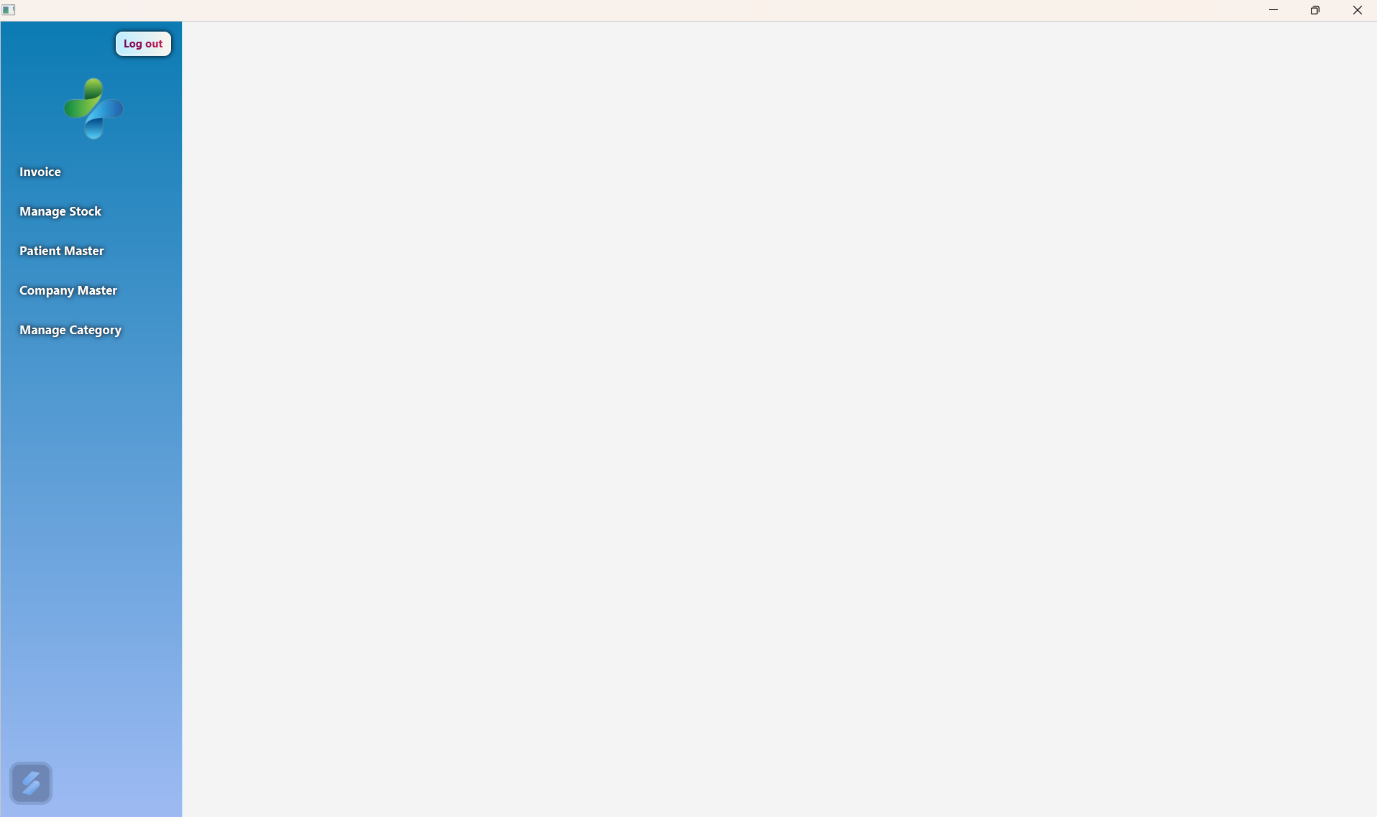 Log out
Invoice
Manage Stock
Patient Master
Company Master
Manage Category